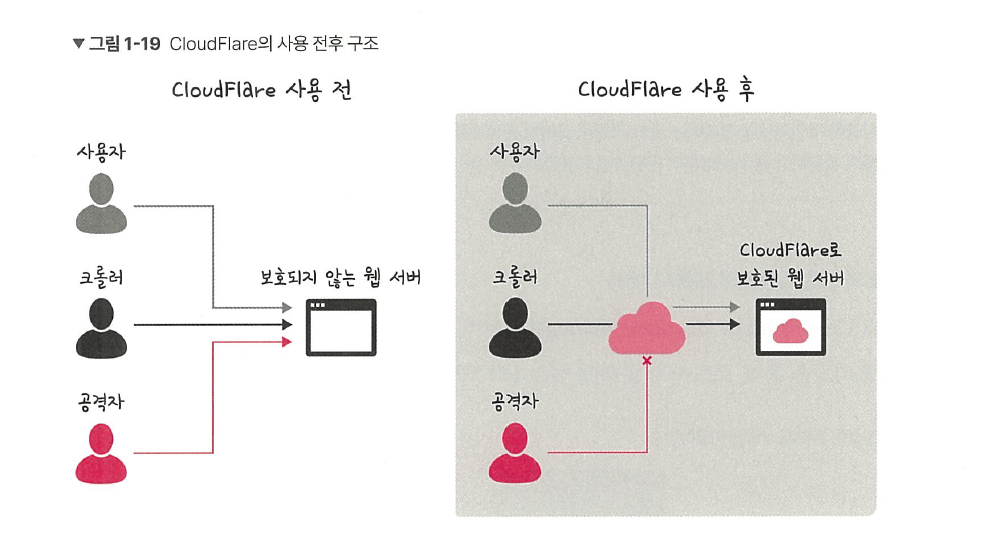 ▼ 그림 1-19 CloudFlare의 사용 전후 구조
CloudFlare 사용 전
사용자
크롤러
보호되지 않는 웹 서버
공격자
CloudFlare 사용 후
사용자
크롤러
CloudFlare로
보호된 웹 서버
공격자